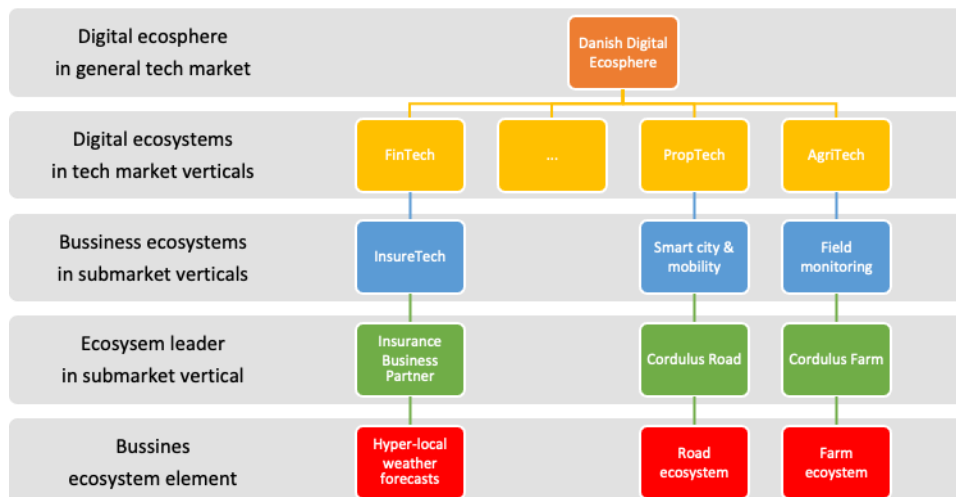 Digital ecosphere
in general tech market
Danish Digital
Ecosphere
Digital ecosystems
in tech market verticals
FinTech
...
PropTech
AgriTech
Bussiness ecosystems
in submarket verticals
InsureTech
Smart city &
mobility
Field
monitoring
Ecosysem leader
in submarket vertical
Insurance
Business
Partner
Cordulus Road
Cordulus Farm
Bussines
ecosystem element
Hyper-local
weather
forecasts
Road
ecosystem
Farm
ecoystem